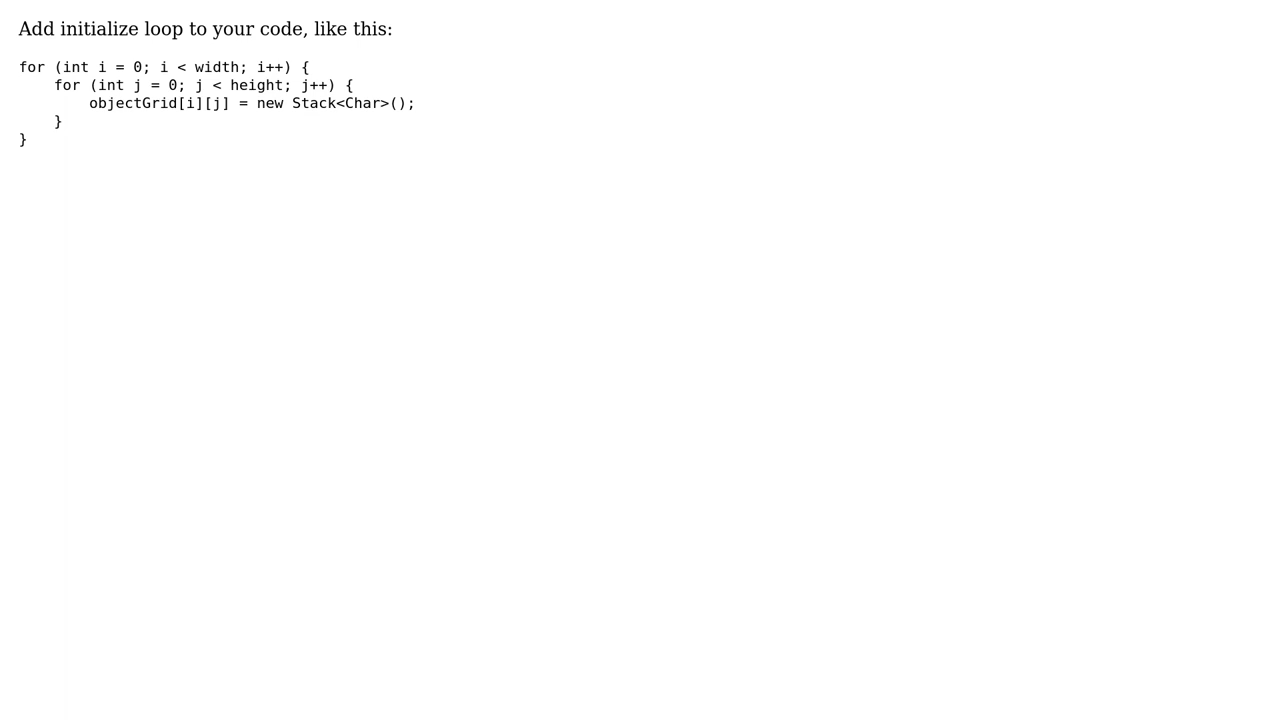 Add initialize loop to your code, like this:
for (int i = 0; i < width; i++) {
    for (int j = 0; j < height; j++) {
        objectGrid[i][j] = new Stack<Char>();
    }
}